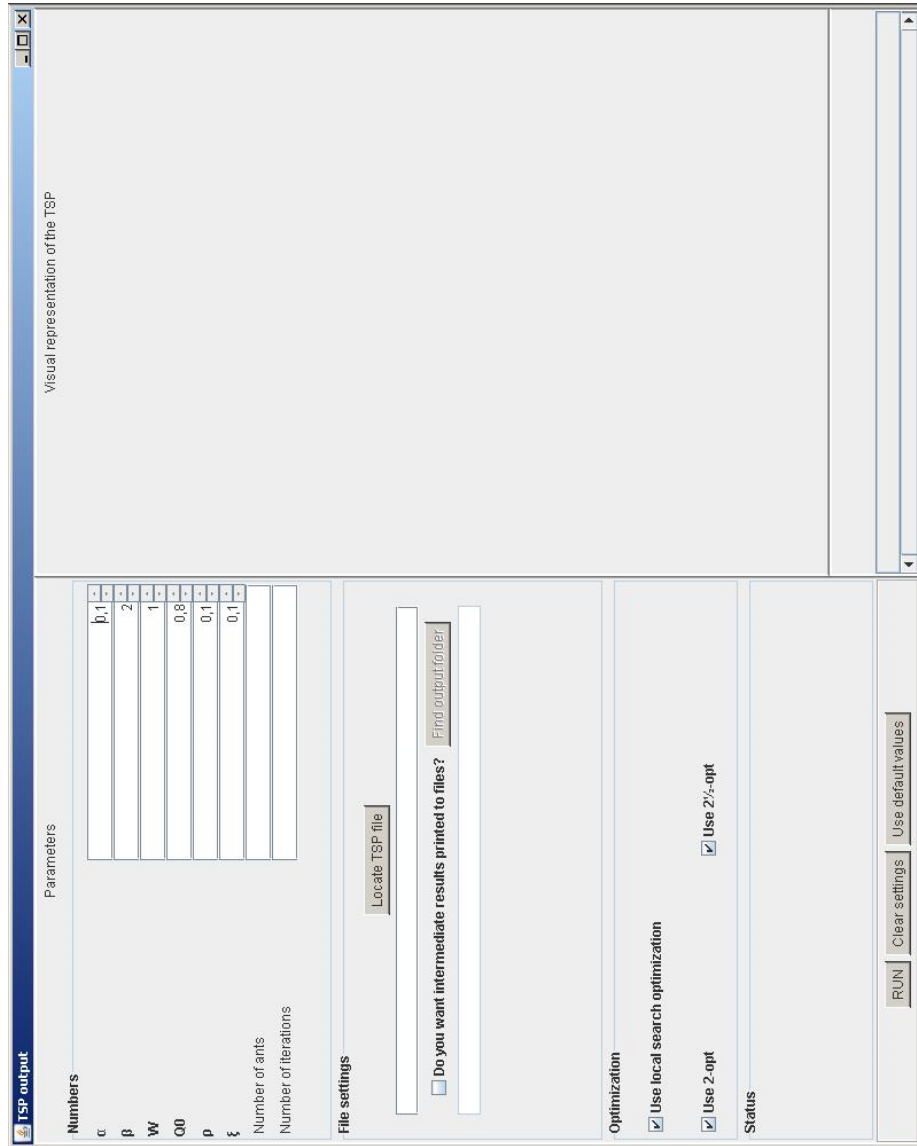 TSP output
Parameters
Numbers
α 0,1
β 2
W 1
Q0 0,8
ρ 0,1
ξ 0,1
Number of ants
Number of iterations
File settings
Locate TSP file
Do you want intermediate results printed to files? Find output folder
Optimization
Use local search optimization
Use 2-opt Use 2½-opt
Status
RUN Clear settings Use default values
Visual representation of the TSP